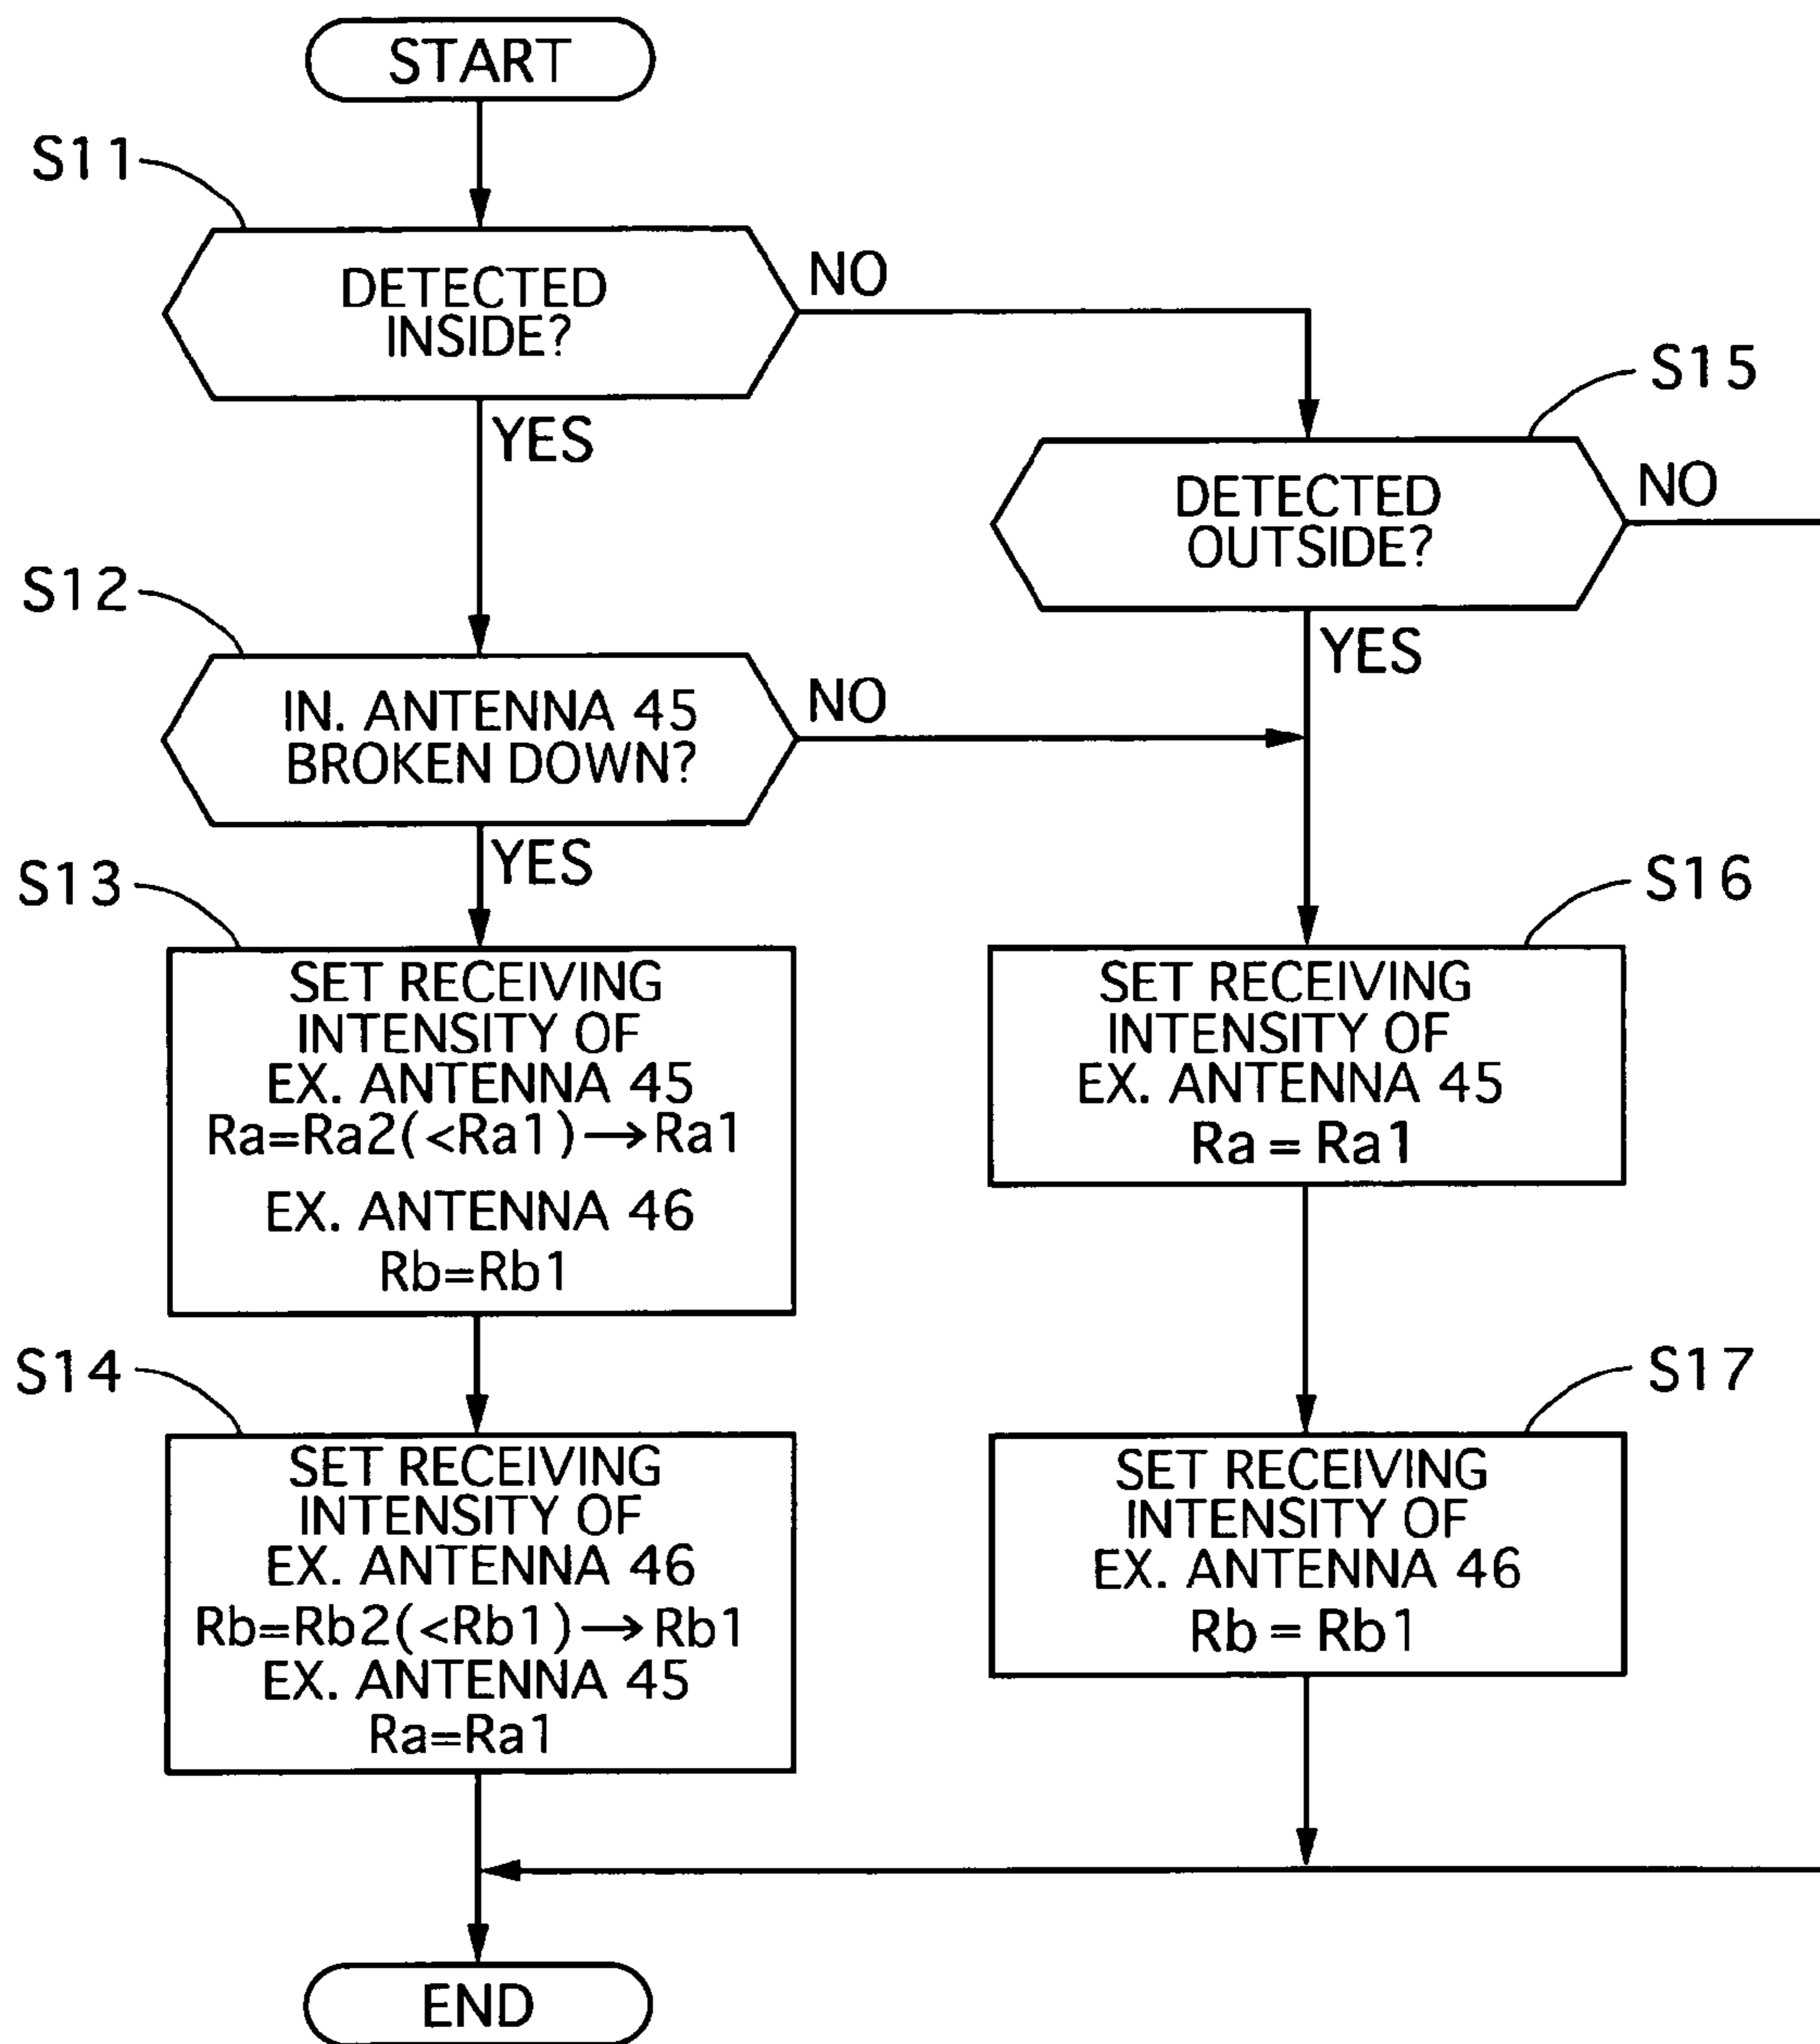 START
S11
DETECTED
INSIDE?
NO
YES
S15
DETECTED
OUTSIDE?
NO
YES
S12
IN. ANTENNA 45
BROKEN DOWN?
NO
YES
S13
SET RECEIVING
INTENSITY OF
EX. ANTENNA 45
Ra=Ra2(<Ra1)→Ra1
EX. ANTENNA 46
Rb=Rb1
S16
SET RECEIVING
INTENSITY OF
EX. ANTENNA 45
Ra = Ra1
S14
SET RECEIVING
INTENSITY OF
EX. ANTENNA 46
Rb=Rb2(<Rb1)→Rb1
EX. ANTENNA 45
Ra=Ra1
S17
SET RECEIVING
INTENSITY OF
EX. ANTENNA 46
Rb = Rb1
END